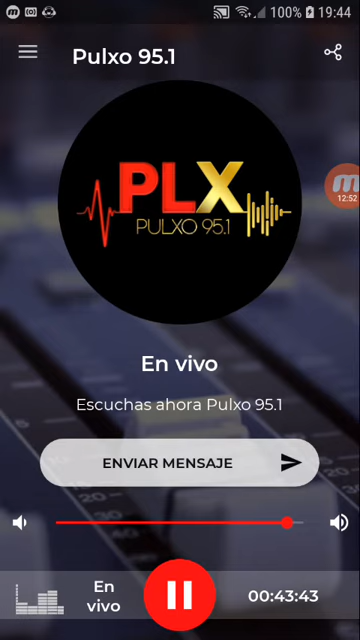 100% 19:44
Pulxo 95.1
PLX
PULXO 95.1
12:52
En vivo
Escuchas ahora Pulxo 95.1
ENVIAR MENSAJE
En
vivo
00:43:43